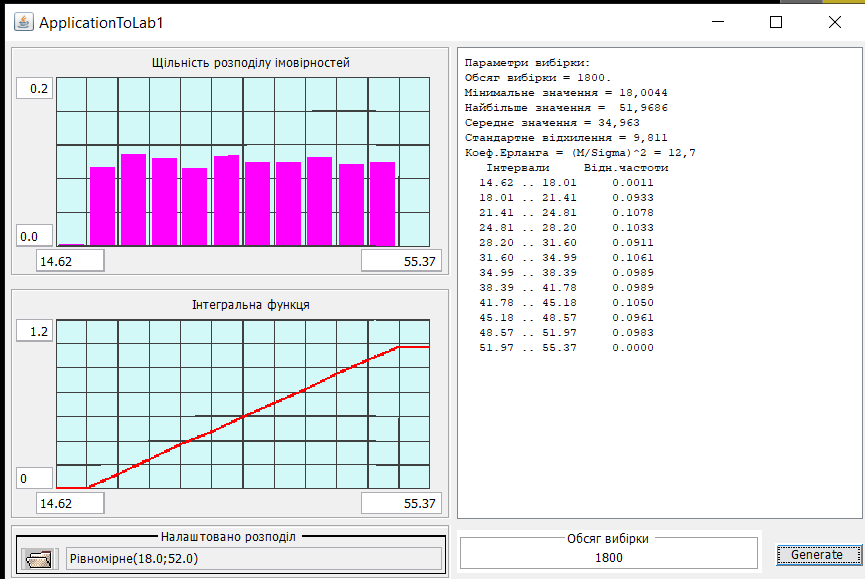 ApplicationToLab1
Щільність розподілу імовірностей
0.2
0.0
14.62
55.37
Інтегральна функця
1.2
0
14.62
55.37
Налаштовано розподіл
Рівномірне(18.0;52.0)
Параметри вибірки:
Обсяг вибірки = 1800.
Мінимальне значення = 18,0044
Найбільше значення =  51,9686
Середнє значення = 34,963
Стандартне відхилення = 9,811
Коеф.Ерланга = (M/Sigma)^2 = 12,7
Інтервали Відн.частоти
14.62 .. 18.01 0.0011
18.01 .. 21.41 0.0933
21.41 .. 24.81 0.1078
24.81 .. 28.20 0.1033
28.20 .. 31.60 0.0911
31.60 .. 34.99 0.1061
34.99 .. 38.39 0.0989
38.39 .. 41.78 0.0989
41.78 .. 45.18 0.1050
45.18 .. 48.57 0.0961
48.57 .. 51.97 0.0983
51.97 .. 55.37 0.0000
Обсяг вибірки
1800
Generate